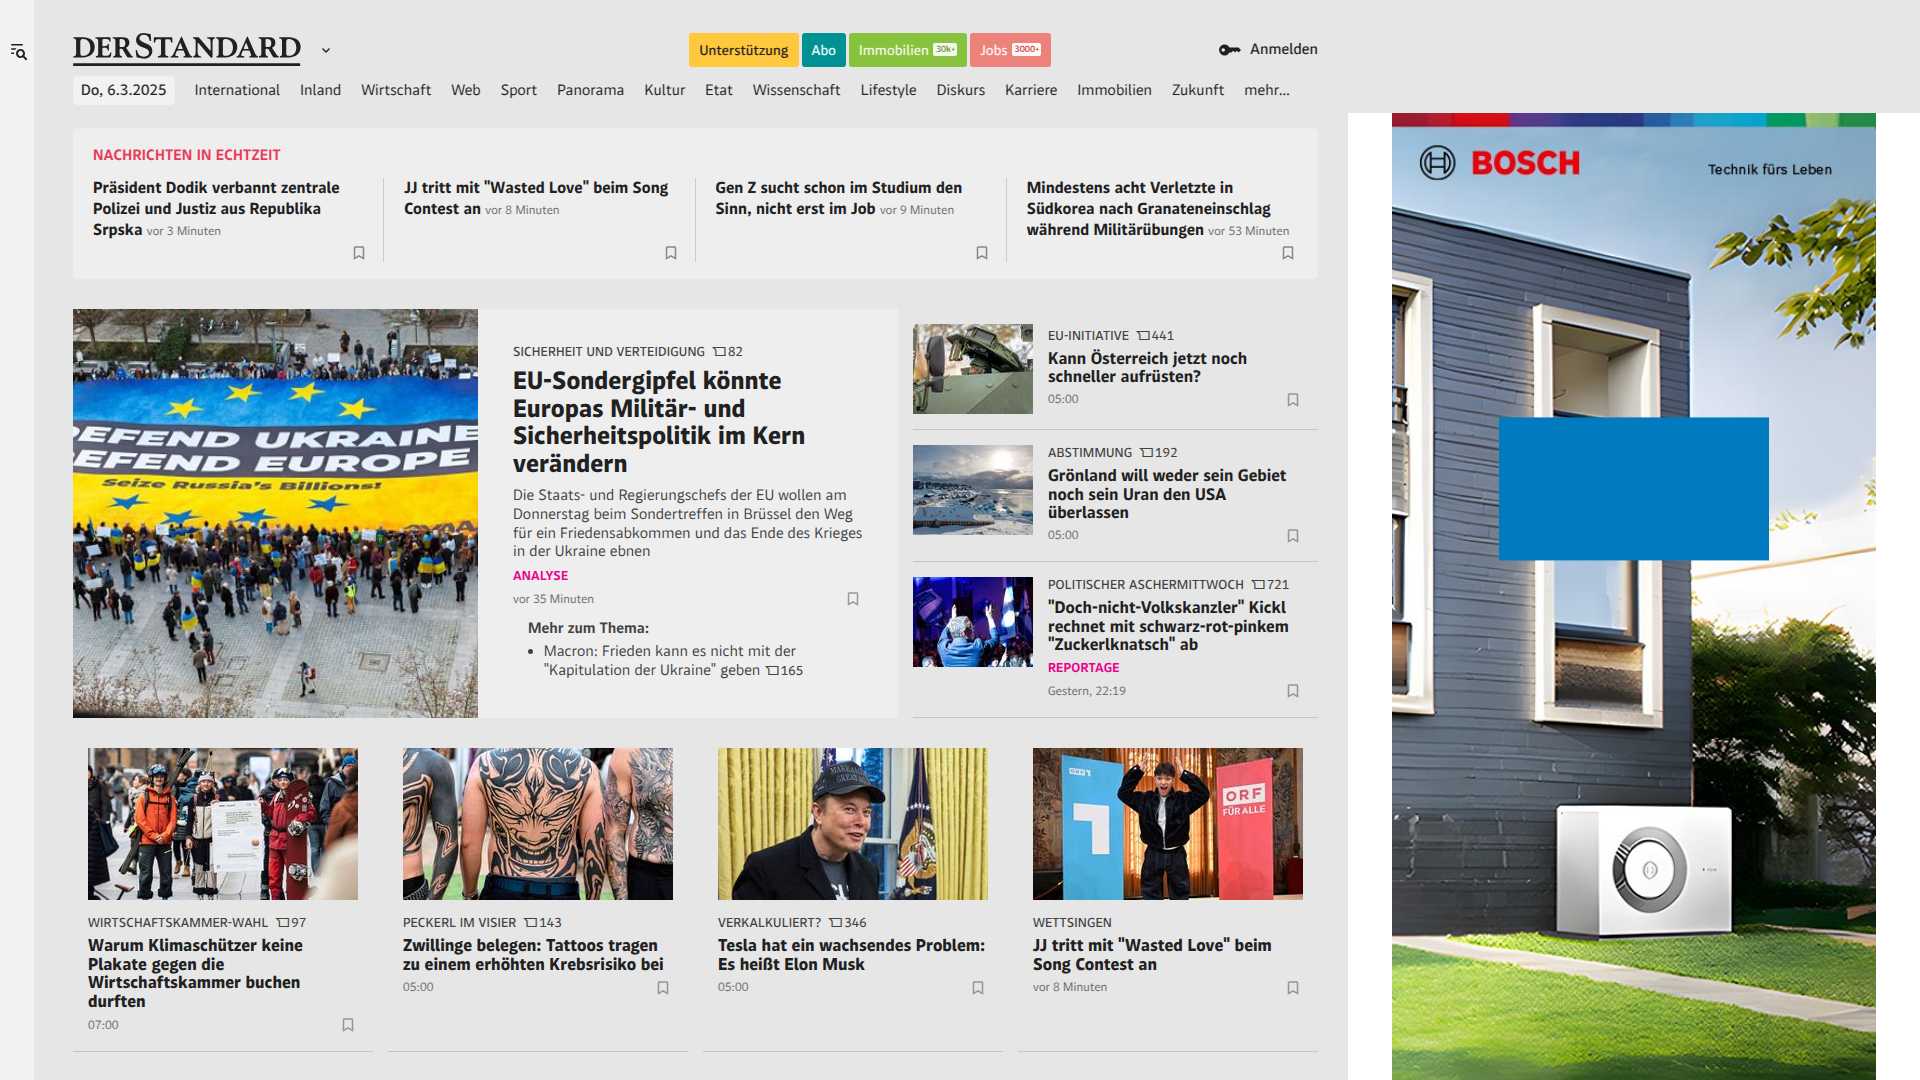 DERSTANDARD
Unterstützung
Abo
Immobilien 30k+
Jobs 3000+
Anmelden
Do, 6.3.2025
International
Inland
Wirtschaft
Web
Sport
Panorama
Kultur
Etat
Wissenschaft
Lifestyle
Diskurs
Karriere
Immobilien
Zukunft
mehr...
NACHRICHTEN IN ECHTZEIT
Präsident Dodik verbannt zentrale
Polizei und Justiz aus Republika
Srpska vor 3 Minuten
JJ tritt mit "Wasted Love" beim Song
Contest an vor 8 Minuten
Gen Z sucht schon im Studium den
Sinn, nicht erst im Job vor 9 Minuten
Mindestens acht Verletzte in
Südkorea nach Granateneinschlag
während Militärübungen vor 53 Minuten
DEFEND UKRAINE
DEFEND EUROPE
Seize Russia's Billions!
SICHERHEIT UND VERTEIDIGUNG 82
EU-Sondergipfel könnte
Europas Militär- und
Sicherheitspolitik im Kern
verändern
Die Staats- und Regierungschefs der EU wollen am
Donnerstag beim Sondertreffen in Brüssel den Weg
für ein Friedensabkommen und das Ende des Krieges
in der Ukraine ebnen
ANALYSE
vor 35 Minuten
Mehr zum Thema:
• Macron: Frieden kann es nicht mit der
"Kapitulation der Ukraine" geben 165
EU-INITIATIVE 441
Kann Österreich jetzt noch
schneller aufrüsten?
05:00
ABSTIMMUNG 192
Grönland will weder sein Gebiet
noch sein Uran den USA
überlassen
05:00
POLITISCHER ASCHERMITTWOCH 721
"Doch-nicht-Volkskanzler" Kickl
rechnet mit schwarz-rot-pinkem
"Zuckerlknatsch" ab
REPORTAGE
Gestern, 22:19
WIRTSCHAFTSKAMMER-WAHL 97
Warum Klimaschützer keine
Plakate gegen die
Wirtschaftskammer buchen
durften
07:00
PECKERL IM VISIER 143
Zwillinge belegen: Tattoos tragen
zu einem erhöhten Krebsrisiko bei
05:00
VERKALKULIERT? 346
Tesla hat ein wachsendes Problem:
Es heißt Elon Musk
05:00
ORF 1
1
ORF
FÜR ALLE
WETTSINGEN
JJ tritt mit "Wasted Love" beim
Song Contest an
vor 8 Minuten
BOSCH
Technik fürs Leben